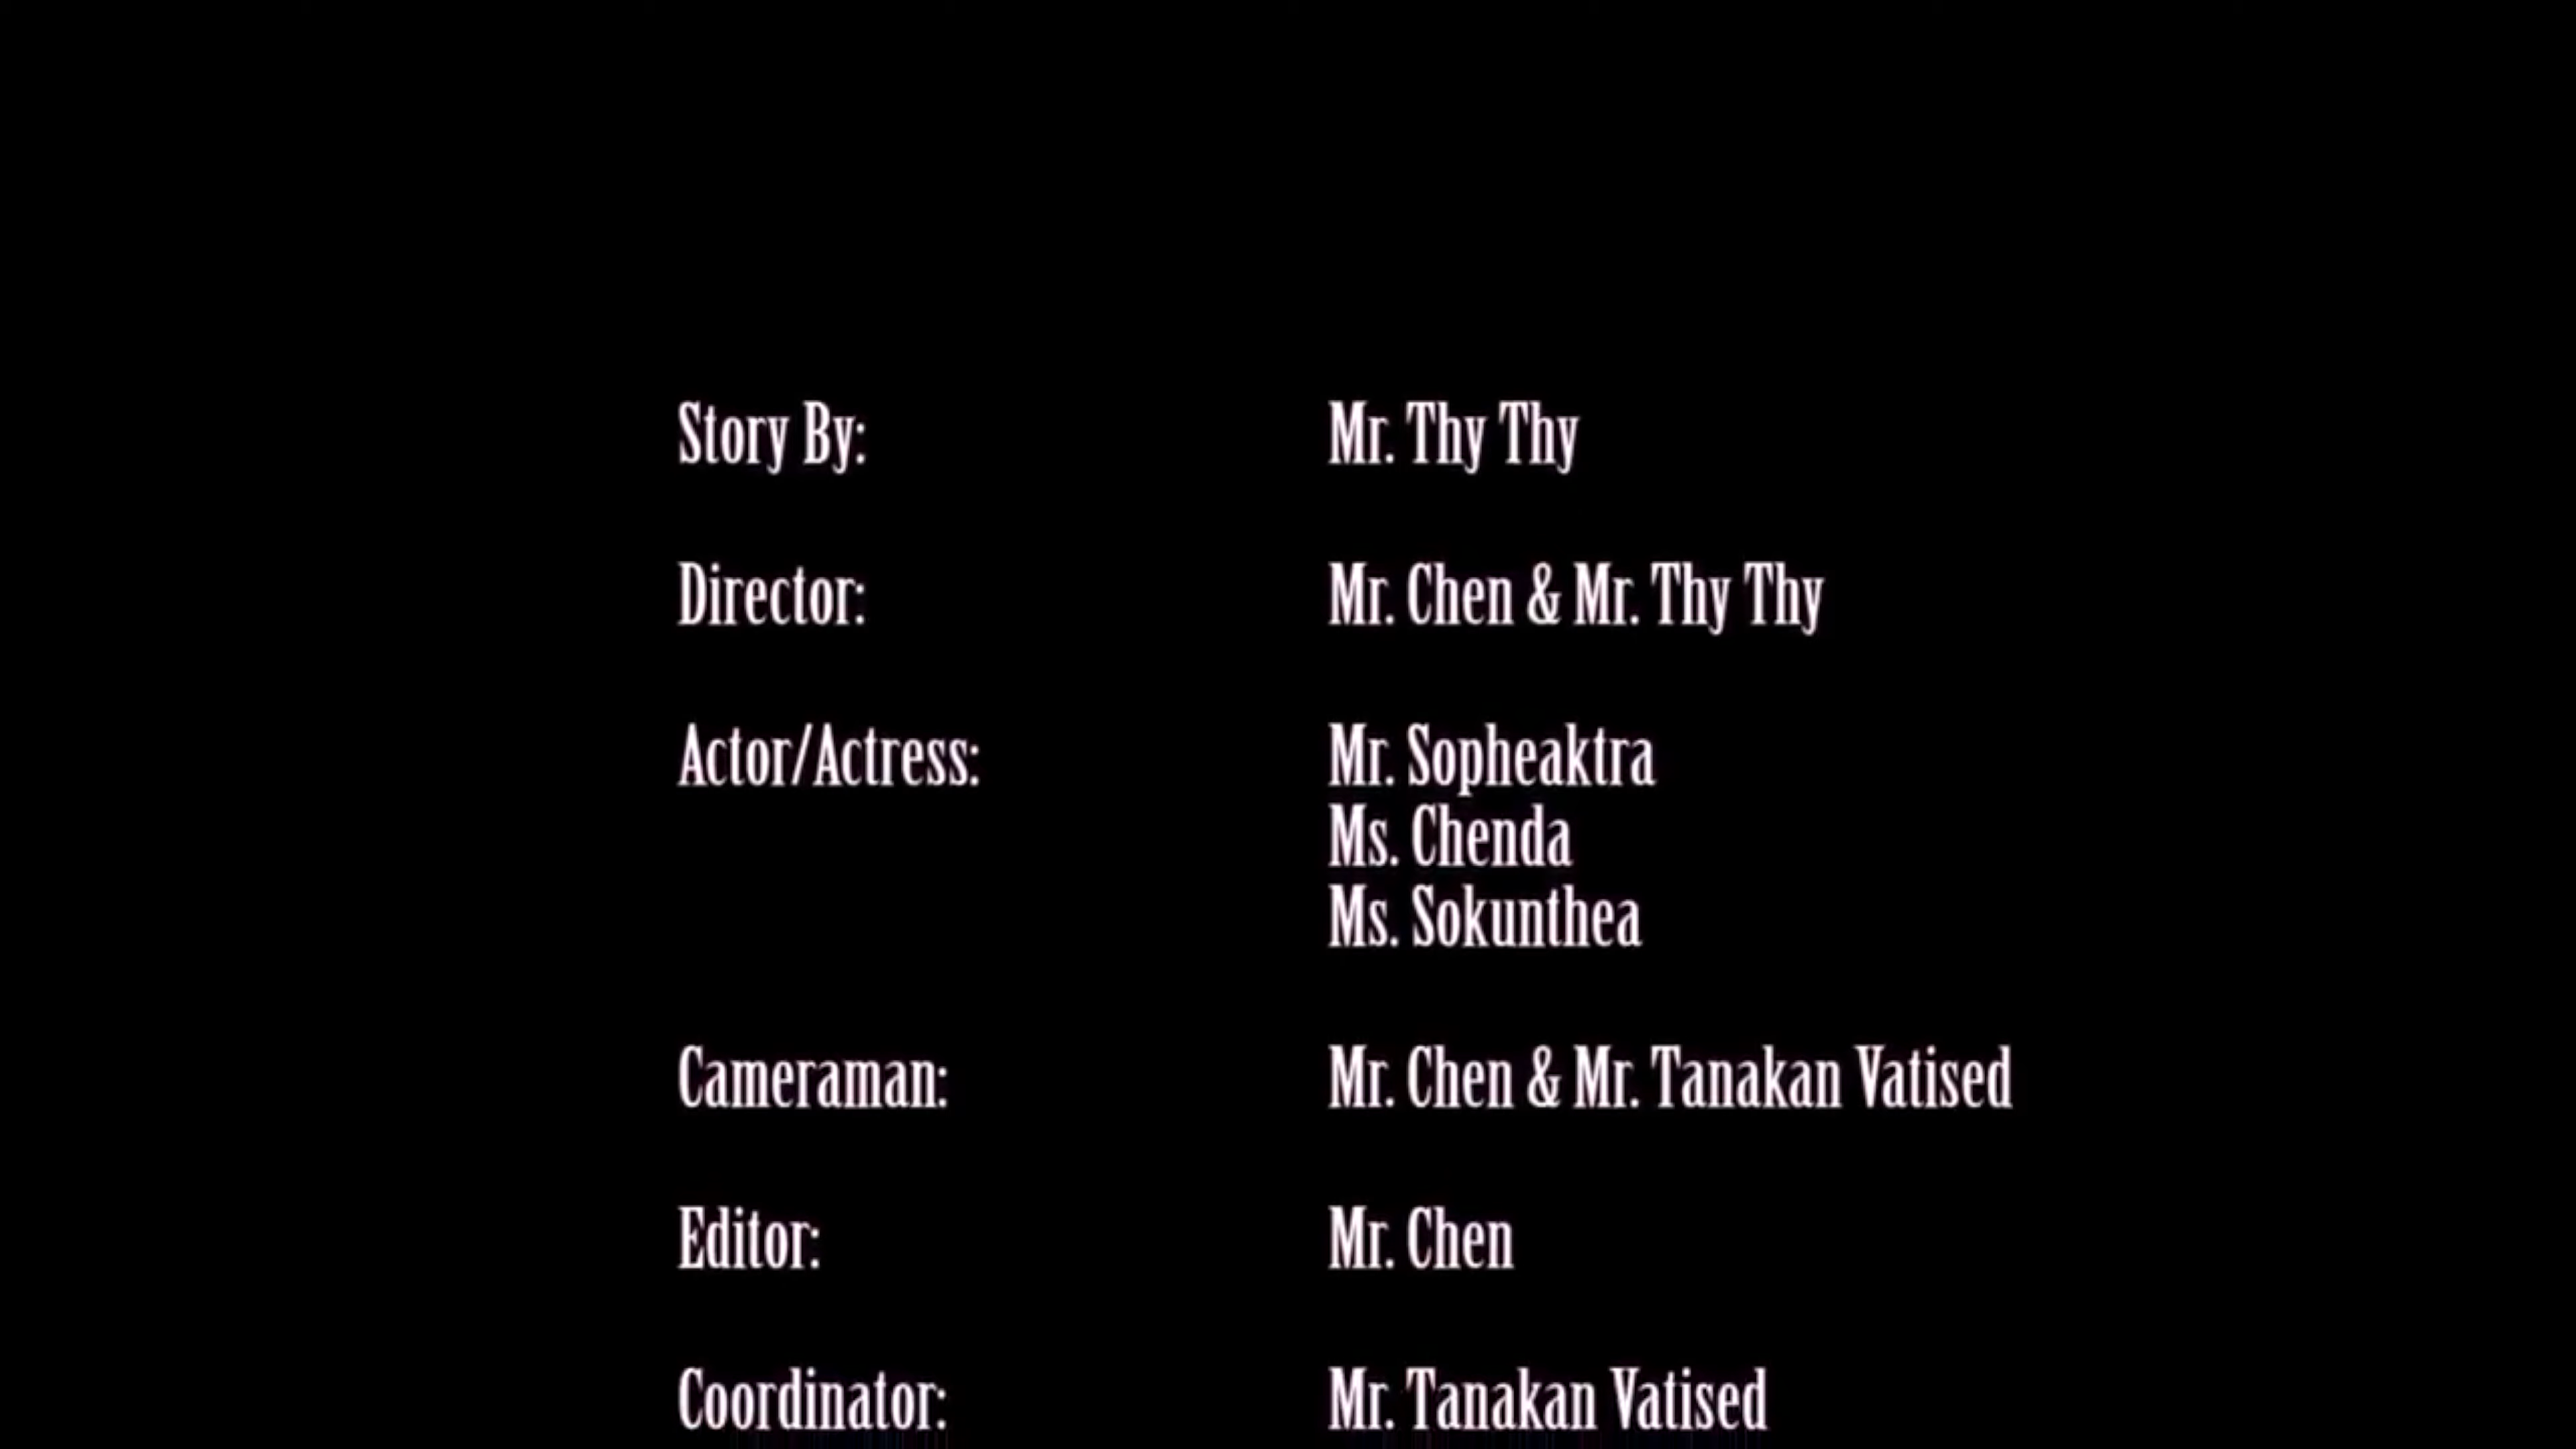 Story By: Mr. Thy Thy
Director: Mr. Chen & Mr. Thy Thy
Actor/Actress: Mr. Sopheaktra
Ms. Chenda
Ms. Sokunthea
Cameraman: Mr. Chen & Mr. Tanakan Vatised
Editor: Mr. Chen
Coordinator: Mr. Tanakan Vatised